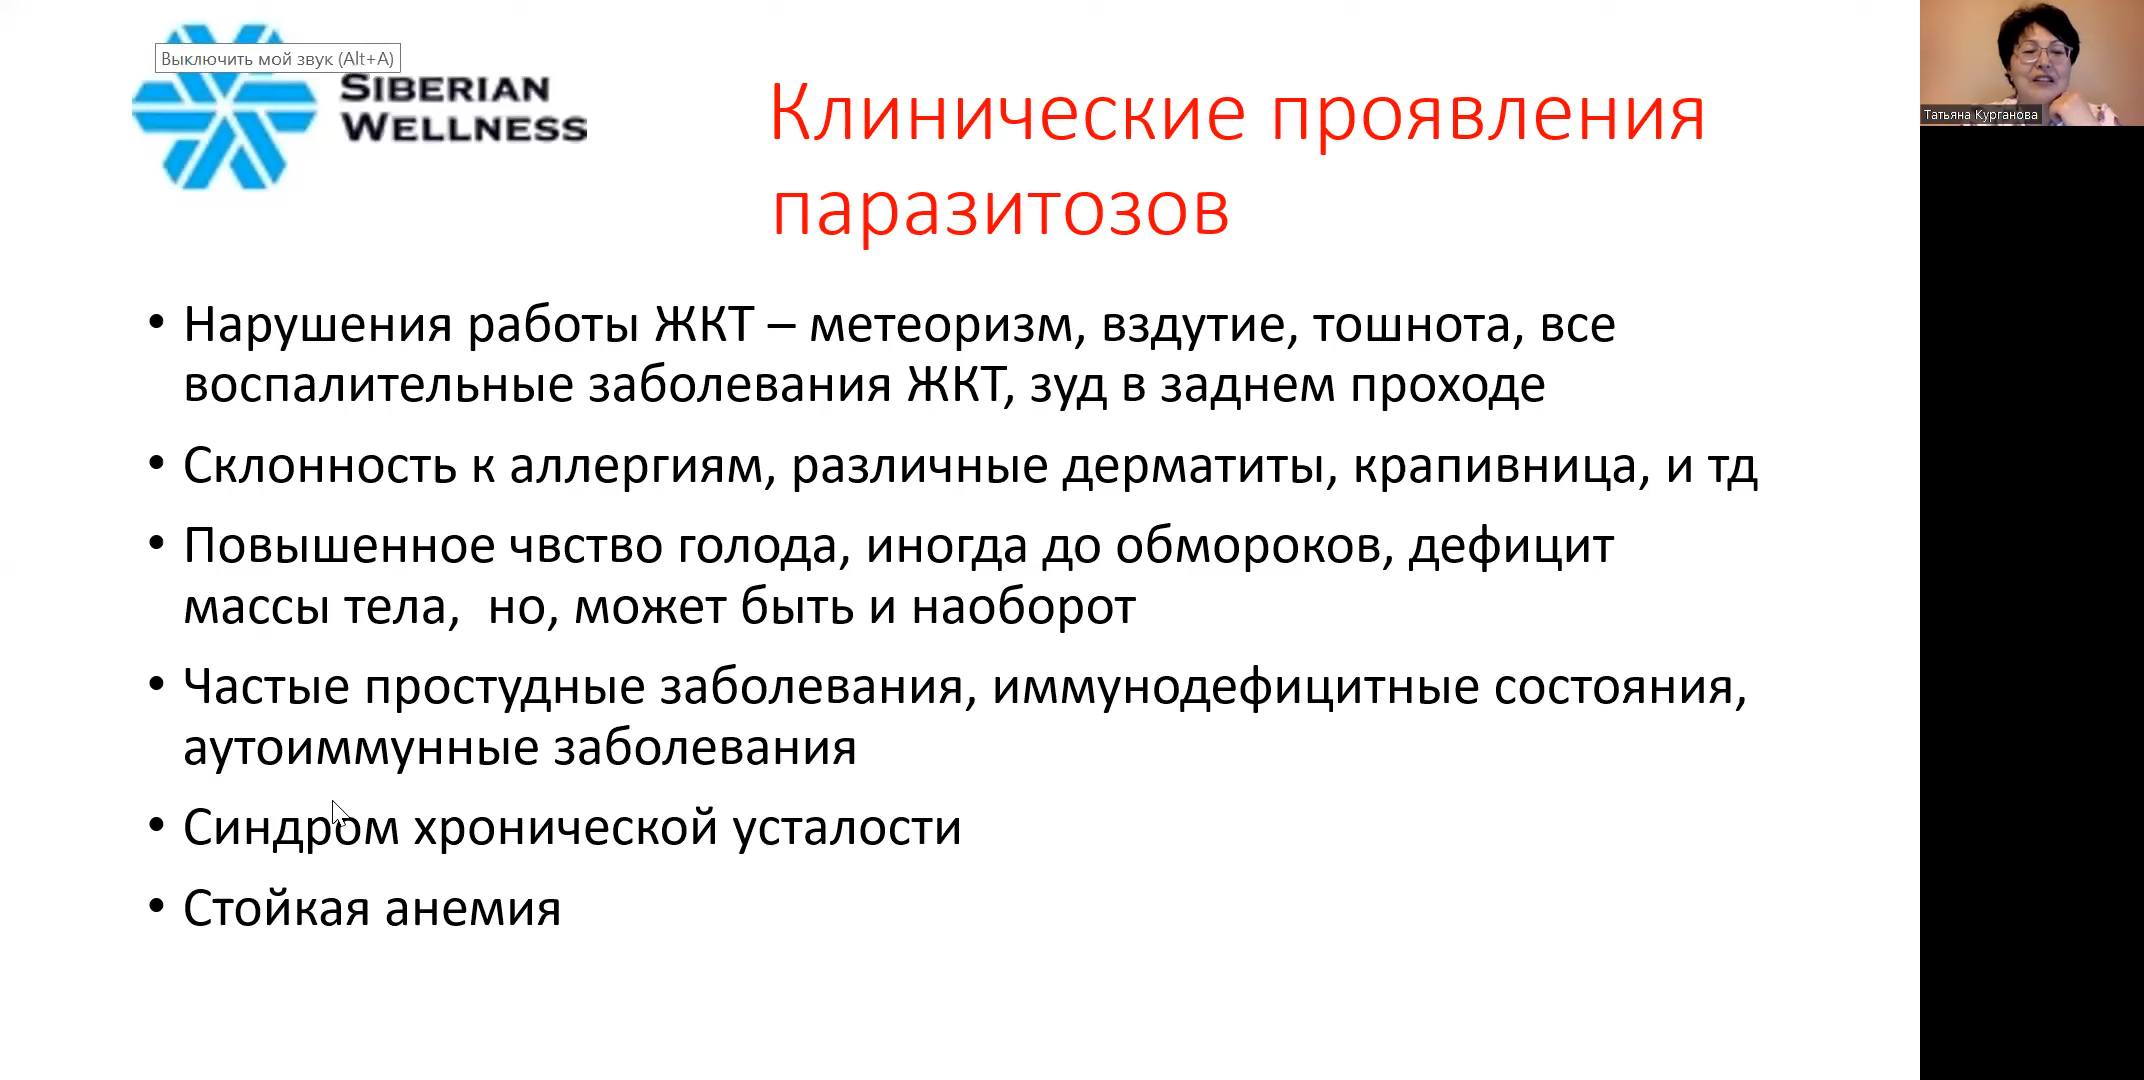 Выключить мой звук (Alt+A)
SIBERIAN
WELLNESS
Клинические проявления
паразитозов
Татьяна Курганова
• Нарушения работы ЖКТ – метеоризм, вздутие, тошнота, все
воспалительные заболевания ЖКТ, зуд в заднем проходе
• Склонность к аллергиям, различные дерматиты, крапивница, и тд
• Повышенное чвство голода, иногда до обмороков, дефицит
массы тела,  но, может быть и наоборот
• Частые простудные заболевания, иммунодефицитные состояния,
аутоиммунные заболевания
• Синдром хронической усталости
• Стойкая анемия